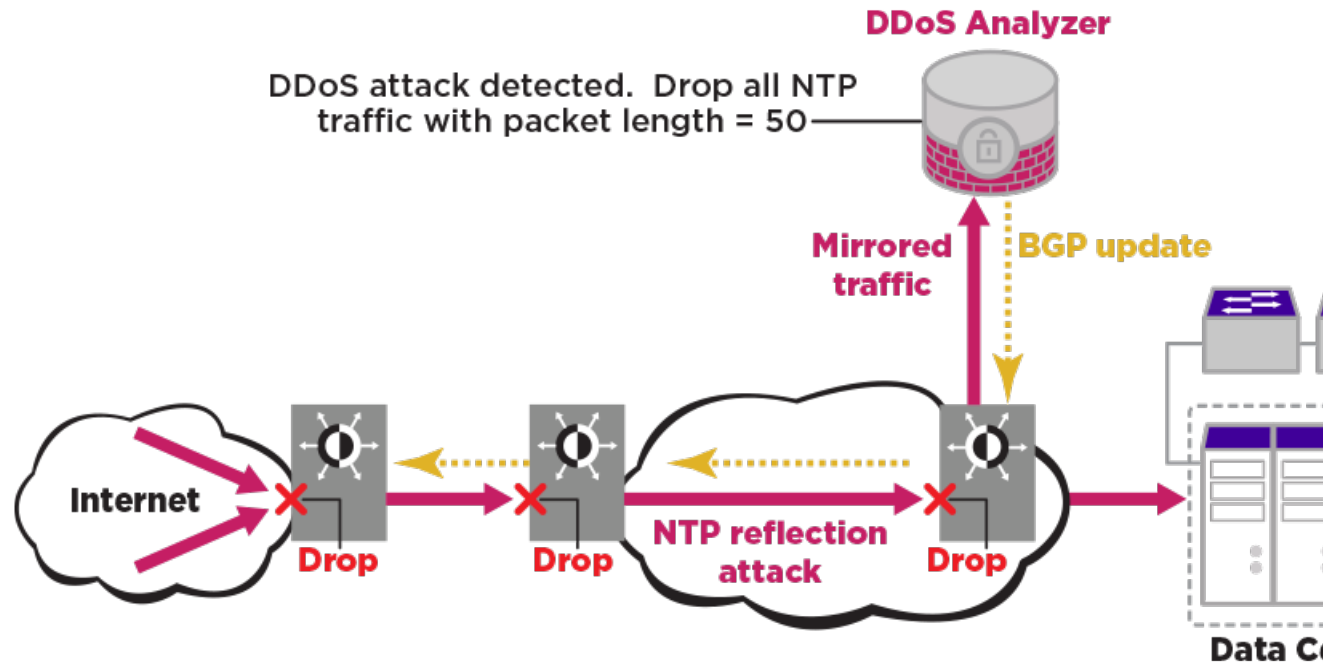 DDoS Analyzer
DDoS attack detected. Drop all NTP
traffic with packet length = 50
Mirrored
traffic
BGP update
Internet
Drop
Drop
NTP reflection
attack
Drop
Data